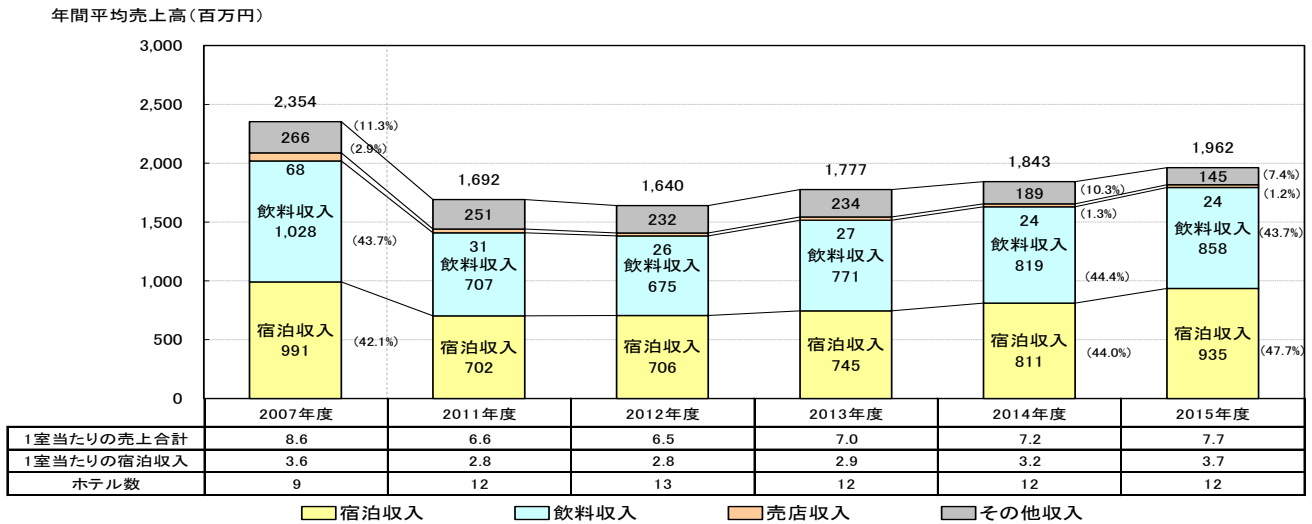 年間平均売上高(百万円)
3,000
2,500
2,000
1,500
1,000
500
0
2,354
266
68
飲料収入
1,028
宿泊収入
991
(11.3%)
(2.9%)
(43.7%)
(42.1%)
1,692
251
31
飲料収入
707
702
宿泊収入
1,640
232
26
飲料収入
675
宿泊収入
706
1,777
234
27
飲料収入
771
宿泊収入
745
1,843
189
24
飲料収入
819
宿泊収入
811
(10.3%)
(1.3%)
(44.4%)
(44.0%)
1,962
145
24
飲料収入
858
宿泊収入
935
(7.4%)
(1.2%)
(43.7%)
(47.7%)
2007年度 2011年度 2012年度 2013年度 2014年度 2015年度
1室当たりの売上合計 8.6 6.6 6.5 7.0 7.2 7.7
1室当たりの宿泊収入 3.6 2.8 2.8 2.9 3.2 3.7
ホテル数 9 12 13 12 12 12
宿泊収入 飲料収入 売店収入 その他収入